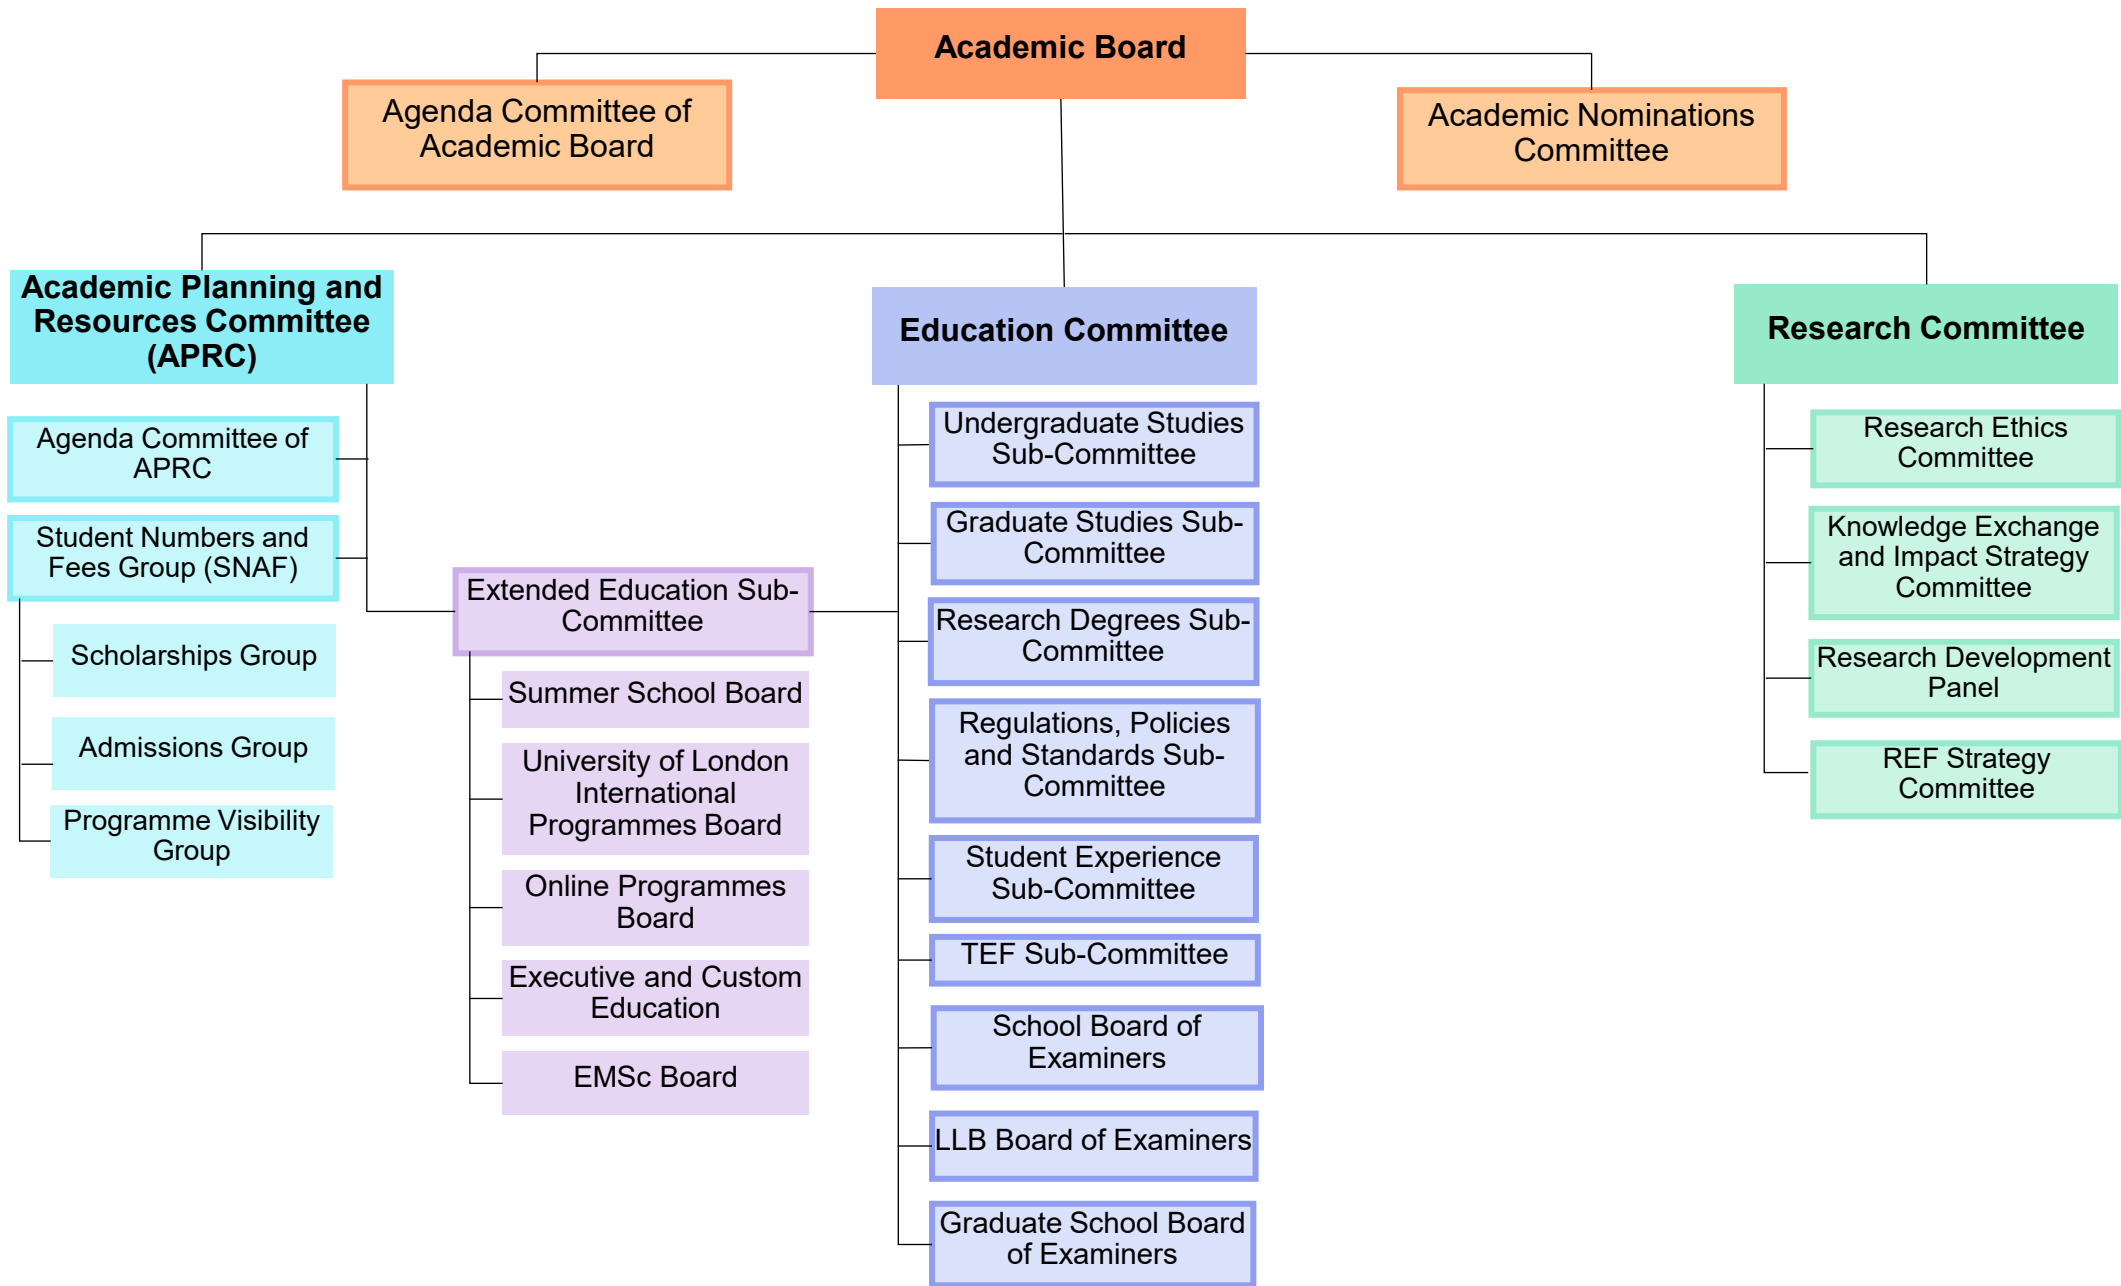 Academic Board
Agenda Committee of
Academic Board
Academic Nominations
Committee
Academic Planning and
Resources Committee
(APRC)
Agenda Committee of
APRC
Student Numbers and
Fees Group (SNAF)
Scholarships Group
Admissions Group
Programme Visibility
Group
Extended Education Sub-
Committee
Summer School Board
University of London
International
Programmes Board
Online Programmes
Board
Executive and Custom
Education
EMSc Board
Education Committee
Undergraduate Studies
Sub-Committee
Graduate Studies Sub-
Committee
Research Degrees Sub-
Committee
Regulations, Policies
and Standards Sub-
Committee
Student Experience
Sub-Committee
TEF Sub-Committee
School Board of
Examiners
LLB Board of Examiners
Graduate School Board
of Examiners
Research Committee
Research Ethics
Committee
Knowledge Exchange
and Impact Strategy
Committee
Research Development
Panel
REF Strategy
Committee